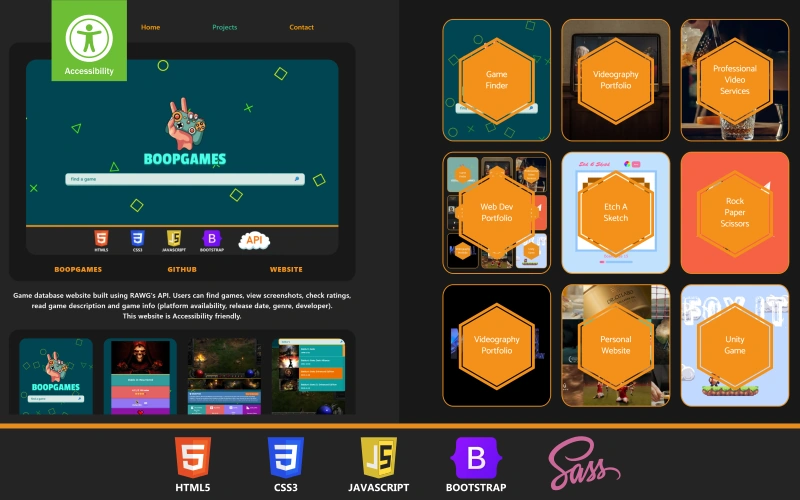 Accessibility
Home
Projects
Contact
BOOPGAMES
find a game
HTML5
CSS3
JAVASCRIPT
BOOTSTRAP
API
BOOPGAMES
GITHUB
WEBSITE
Game database website built using RAWG's API. Users can find games, view screenshots, check ratings,
read game description and game info (platform availability, release date, genre, developer).
This website is Accessibility friendly.
BOOPGAMES
Game
Finder
Videography
Portfolio
Professional
Video
Services
Web Dev
Portfolio
Etch A
Sketch
Rock
Paper
Scissors
Videography
Portfolio
Personal
Website
Unity
Game
HTML5
CSS3
JAVASCRIPT
BOOTSTRAP
B
Sass